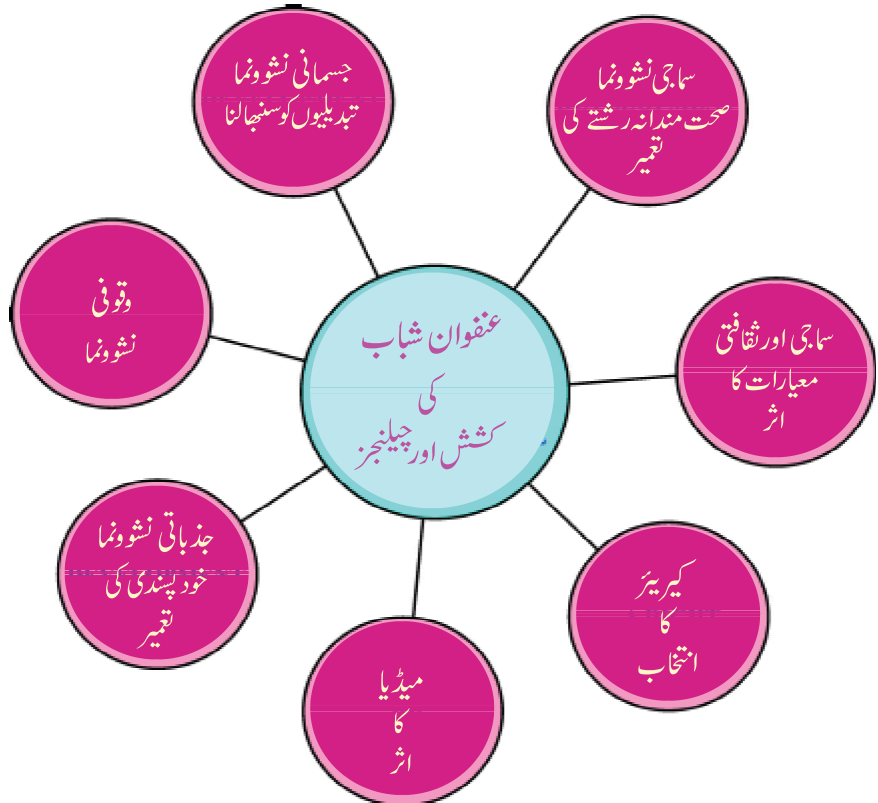 عنفوان شباب
کی
کشش اور چیلنجز
سماجی نشوونما
صحت مندانہ رشتے کی
تعمیر
سماجی اور ثقافتی
معیارات کا
اثر
کیریئر
کا
انتخاب
میڈیا
کا
اثر
جذباتی نشوونما
خود پسندی کی
تعمیر
وقوفی
نشوونما
جسمانی نشوونما
تبدیلیوں کو سنبھالنا